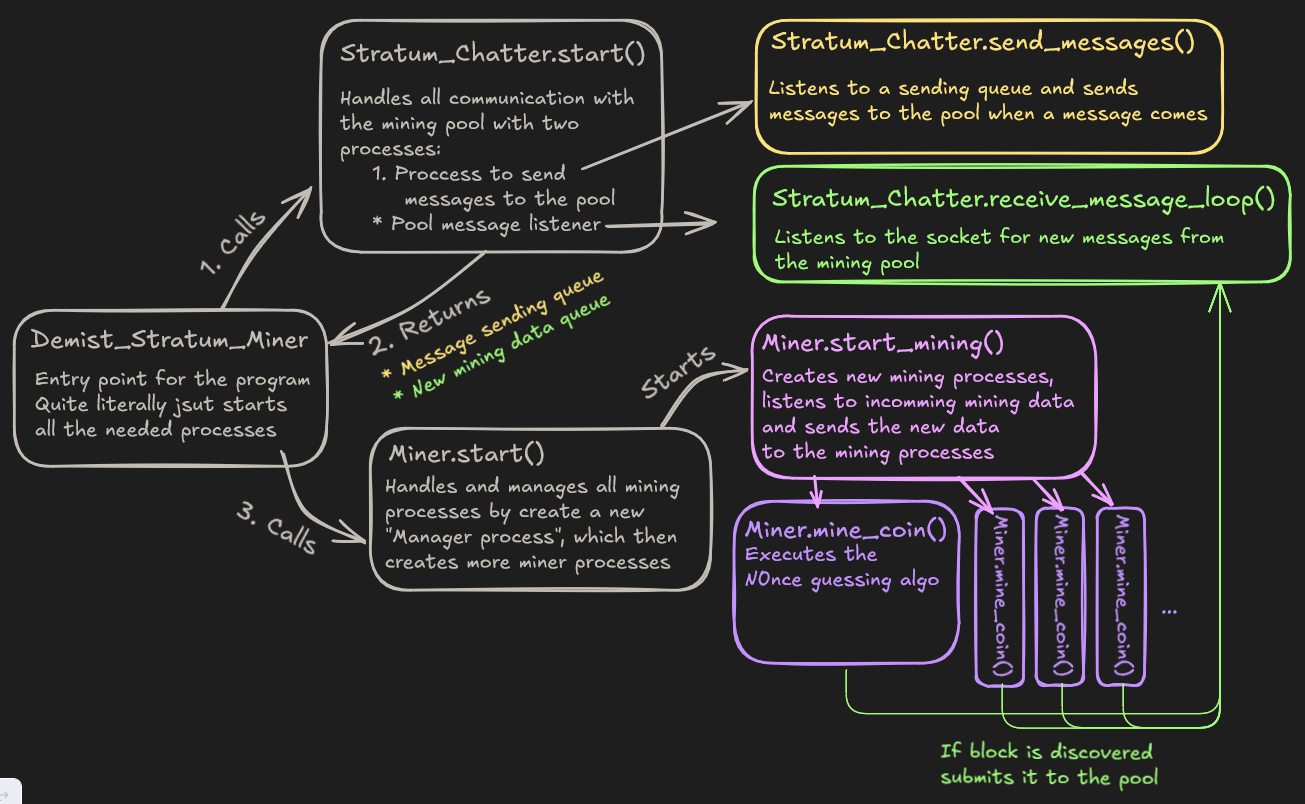 Stratum_Chatter.start()
Handles all communication with
the mining pool with two
processes:
1. Proccess to send
messages to the pool
* Pool message listener
Stratum_Chatter.send_messages()
Listens to a sending queue and sends
messages to the pool when a message comes
Stratum_Chatter.receive_message_loop()
Listens to the socket for new messages from
the mining pool
1. Calls
2. Returns
* Message sending queue
* New mining data queue
Demist_Stratum_Miner
Entry point for the program
Quite literally jsut starts
all the needed processes
3. Calls
Miner.start()
Handles and manages all mining
processes by create a new
"Manager process", which then
creates more miner processes
Starts
Miner.start_mining()
Creates new mining processes,
listens to incomming mining data
and sends the new data
to the mining processes
Miner.mine_coin()
Executes the
NOnce guessing algo
Miner.mine_coin()
Miner.mine_coin()
Miner.mine_coin()
...
If block is discovered
submits it to the pool